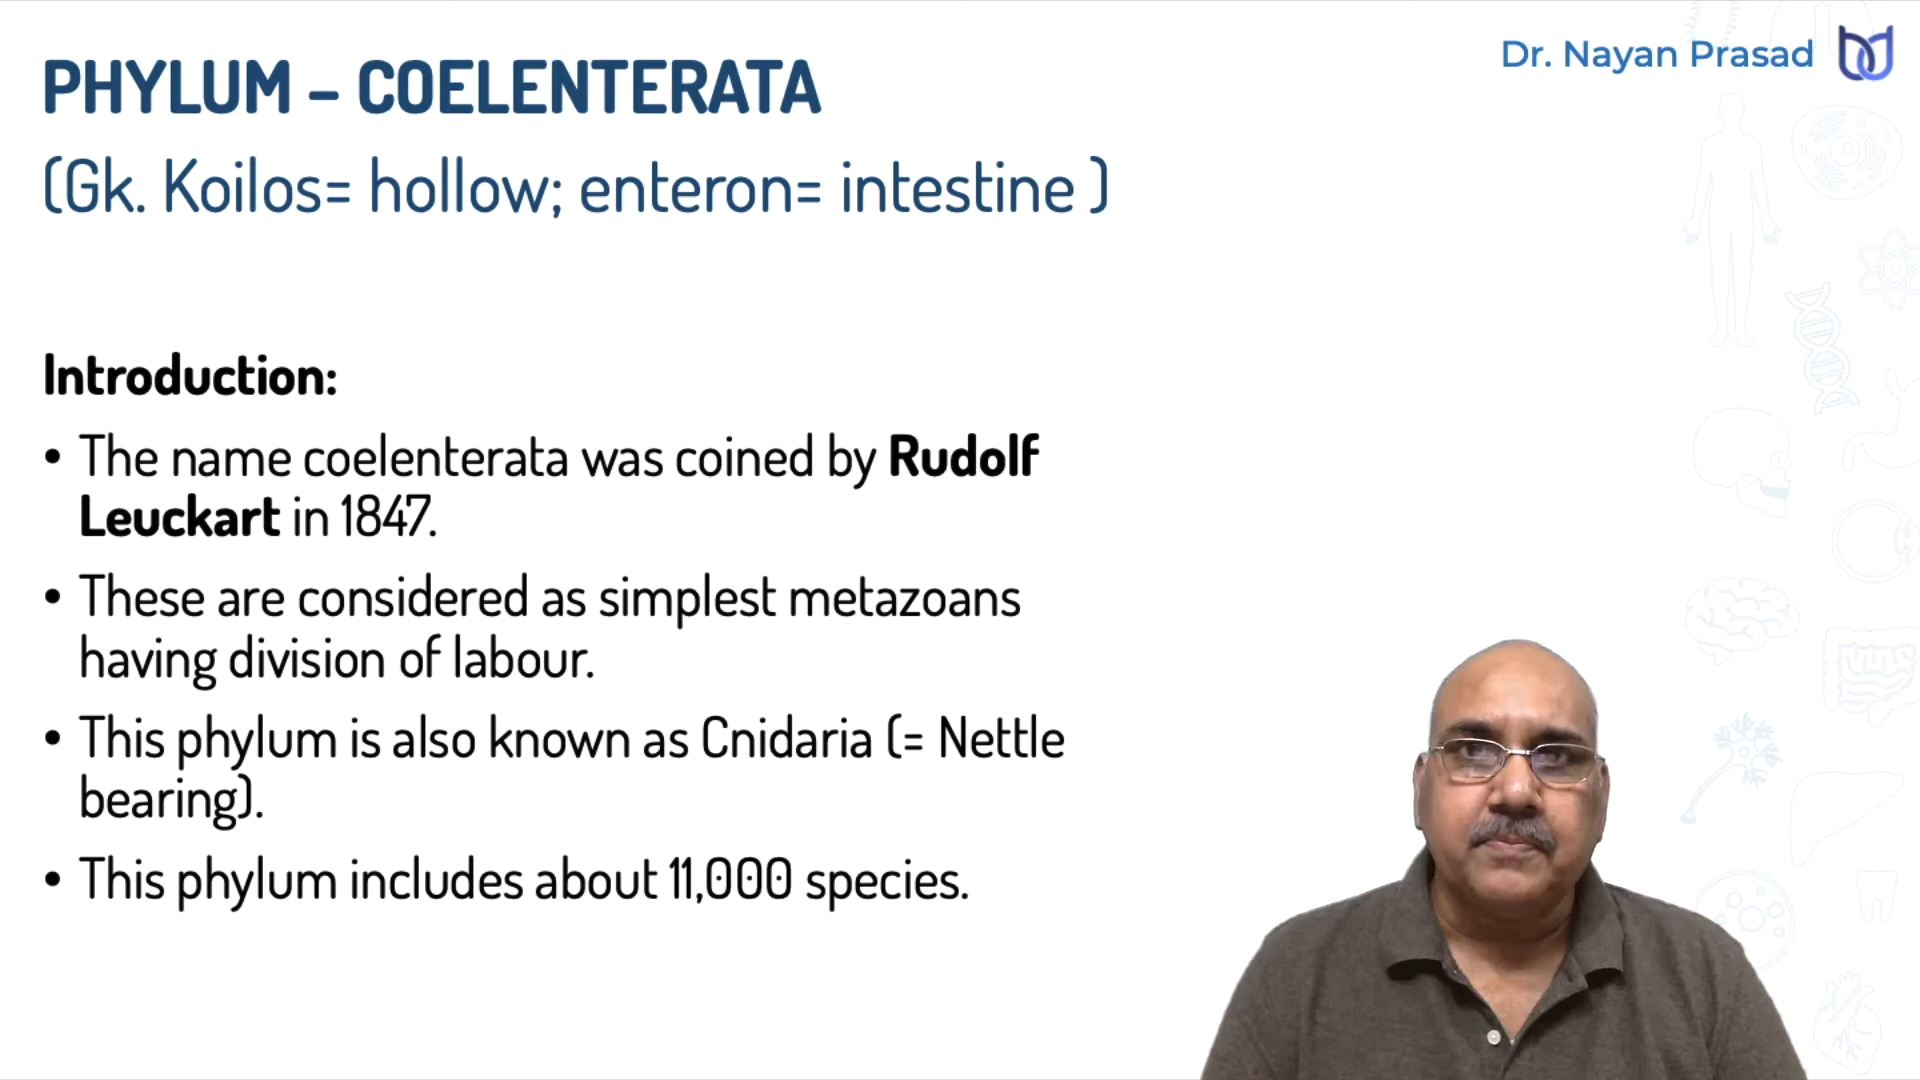 Dr. Nayan Prasad
PHYLUM – COELENTERATA
(Gk. Koilos= hollow; enteron= intestine )
Introduction:
• The name coelenterata was coined by Rudolf
Leuckart in 1847.
• These are considered as simplest metazoans
having division of labour.
• This phylum is also known as Cnidaria (= Nettle
bearing).
• This phylum includes about 11,000 species.